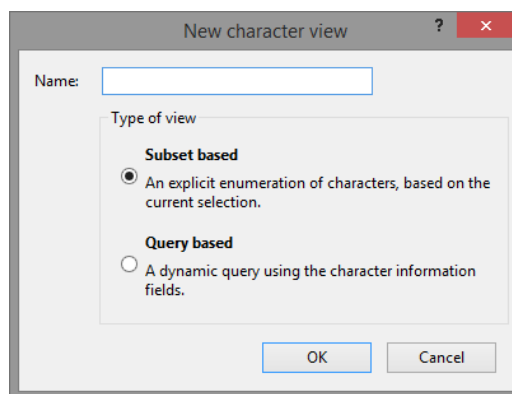 New character view
?
Name:
Type of view
Subset based
An explicit enumeration of characters, based on the
current selection.
Query based
A dynamic query using the character information
fields.
OK Cancel